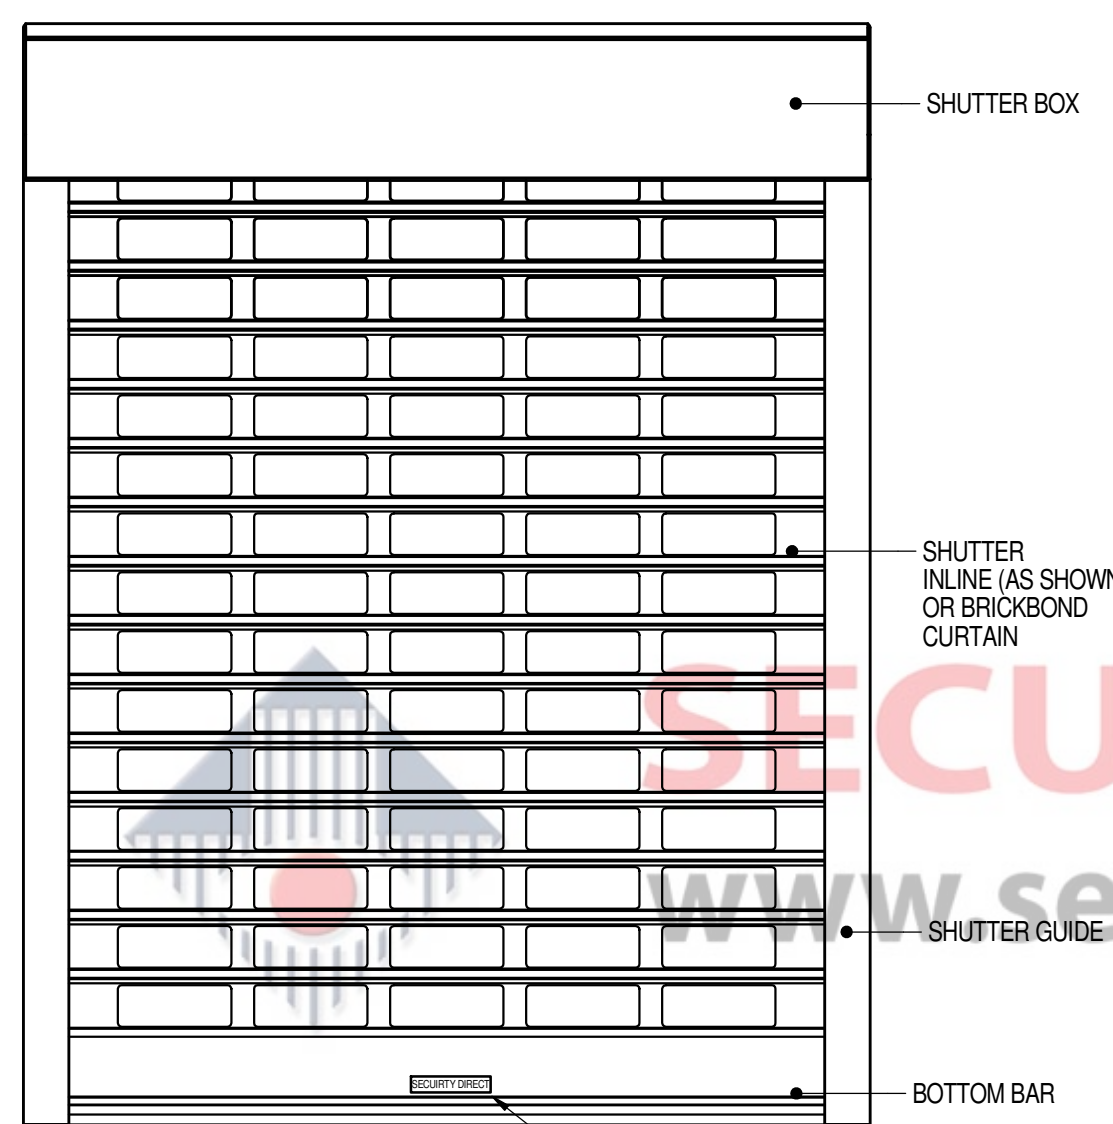 SHUTTER BOX
SHUTTER
INLINE (AS SHOWN
OR BRICKBOND
CURTAIN
SECU
www.se
SHUTTER GUIDE
SECUIRTY DIRECT
BOTTOM BAR